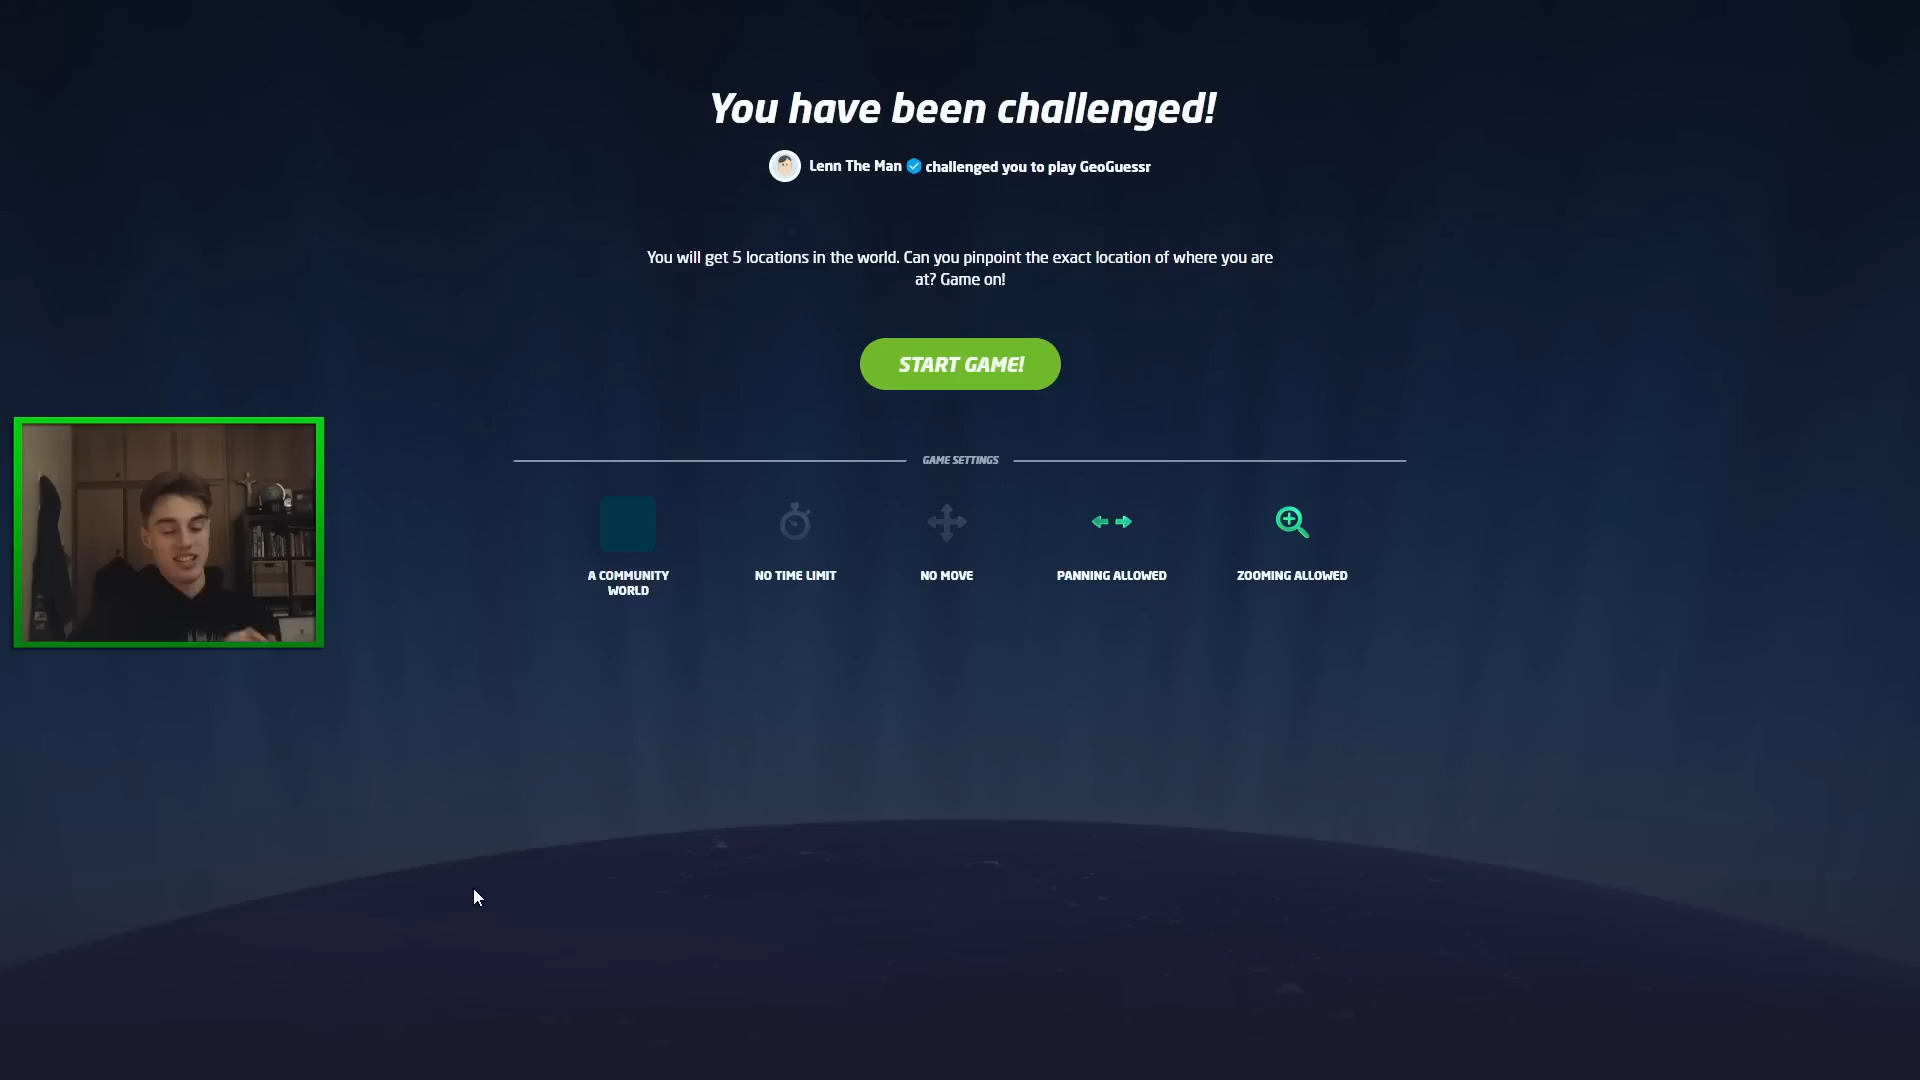 You have been challenged!
Lenn The Man challenged you to play GeoGuessr
You will get 5 locations in the world. Can you pinpoint the exact location of where you are
at? Game on!
START GAME!
GAME SETTINGS
A COMMUNITY
WORLD
NO TIME LIMIT
NO MOVE
PANNING ALLOWED
ZOOMING ALLOWED